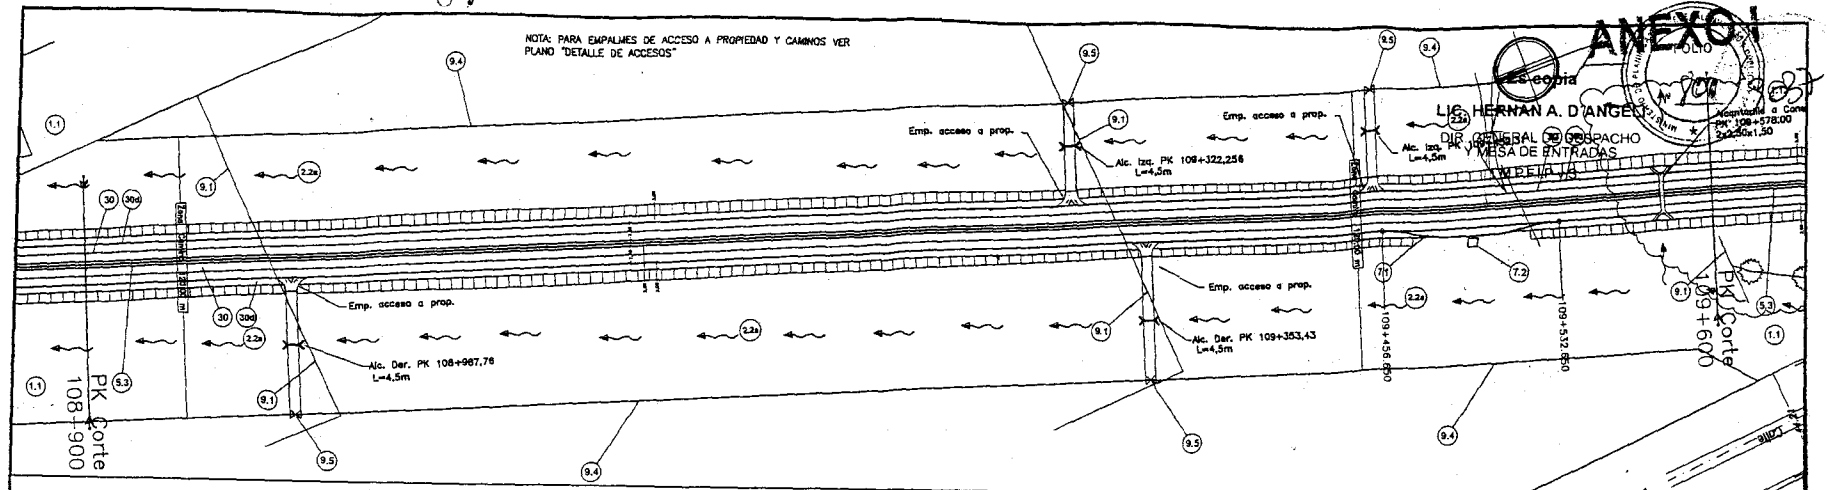 NOTA: PARA EMPALMES DE ACCESO A PROPIEDAD Y CAMINOS VER
PLANO "DETALLE DE ACCESOS"
ANEXO I
FOLIO
Es copia
LIC. HERNAN A. D'ANGELO
DIR. GENERAL DE DESPACHO
Y MESA DE ENTRADAS
PK 109+578.00
2x2,50x1,50
9.4
9.5
9.5
9.4
1.1
9.1
2.2a
Emp. acceso a prop.
9.1
Alc. Izq. PK 109+322,256
L=4,5m
Emp. acceso a prop.
2.2a
Alc. Izq. PK
L=4,5m
30
30d
30
30d
2.2a
Emp. acceso a prop.
Alc. Der. PK 108+987,76
L=4,5m
9.1
9.5
9.4
2.2a
9.1
Emp. acceso a prop.
Alc. Der. PK 109+353,43
L=4,5m
9.5
7.1
7.2
2.2a
109+456.650
109+532.650
9.4
9.1
5.3
1.1
PK Corte
109+600
1.1
5.3
PK Corte
108+900
Calle